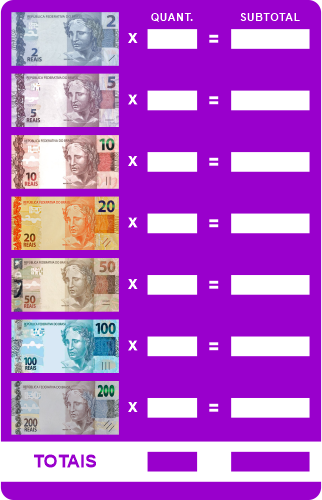 QUANT. SUBTOTAL
REPÚBLICA FEDERATIVA DO BRASIL 2
2
REAIS
x =
REPÚBLICA FEDERATIVA DO BRASIL 5
5
REAIS
x =
REPÚBLICA FEDERATIVA DO BRASIL 10
10
REAIS
x =
REPÚBLICA FEDERATIVA DO BRASIL 20
20
REAIS
x =
REPÚBLICA FEDERATIVA DO BRASIL 50
50
REAIS
x =
REPÚBLICA FEDERATIVA DO BRASIL 100
100
REAIS
x =
REPÚBLICA FEDERATIVA DO BRASIL 200
200
REAIS
x =
TOTAIS